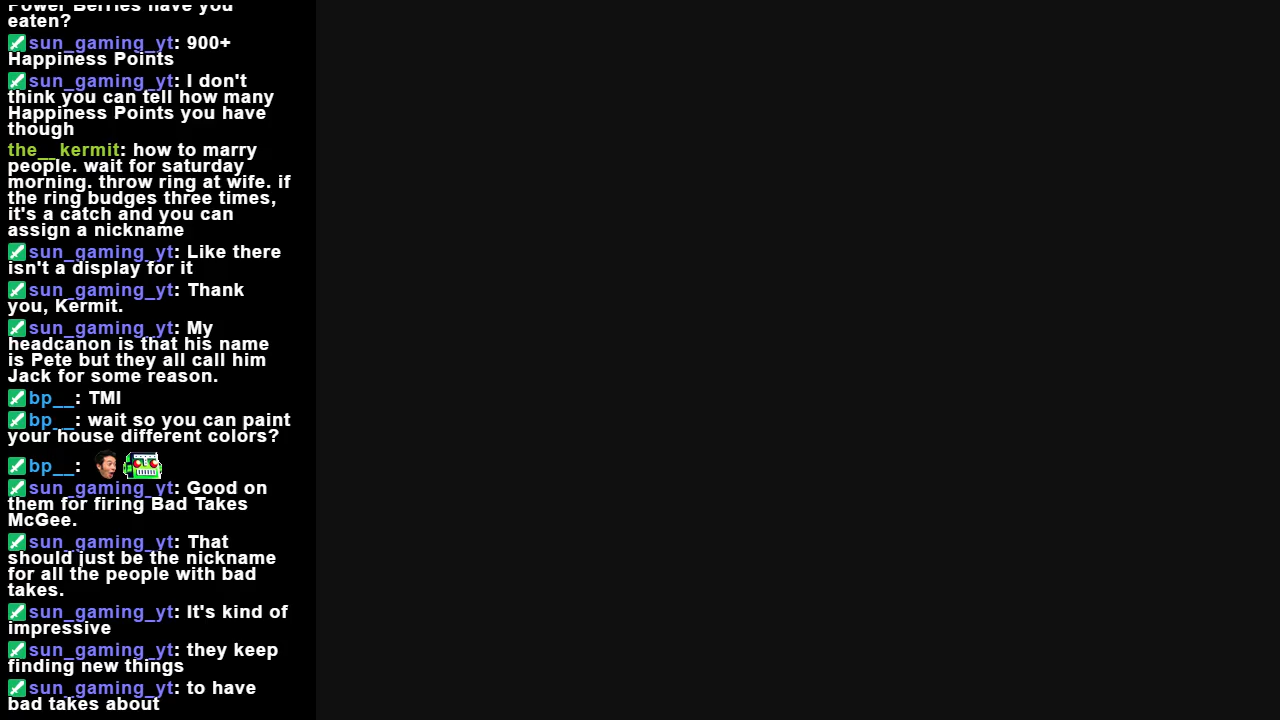 Power Berries have you
eaten?
sun_gaming_yt: 900+
Happiness Points
sun_gaming_yt: I don't
think you can tell how many
Happiness Points you have
though
the__kermit: how to marry
people. wait for saturday
morning. throw ring at wife. if
the ring budges three times,
it's a catch and you can
assign a nickname
sun_gaming_yt: Like there
isn't a display for it
sun_gaming_yt: Thank
you, Kermit.
sun_gaming_yt: My
headcanon is that his name
is Pete but they all call him
Jack for some reason.
bp__: TMI
bp__: wait so you can paint
your house different colors?
bp__:
sun_gaming_yt: Good on
them for firing Bad Takes
McGee.
sun_gaming_yt: That
should just be the nickname
for all the people with bad
takes.
sun_gaming_yt: It's kind of
impressive
sun_gaming_yt: they keep
finding new things
sun_gaming_yt: to have
bad takes about